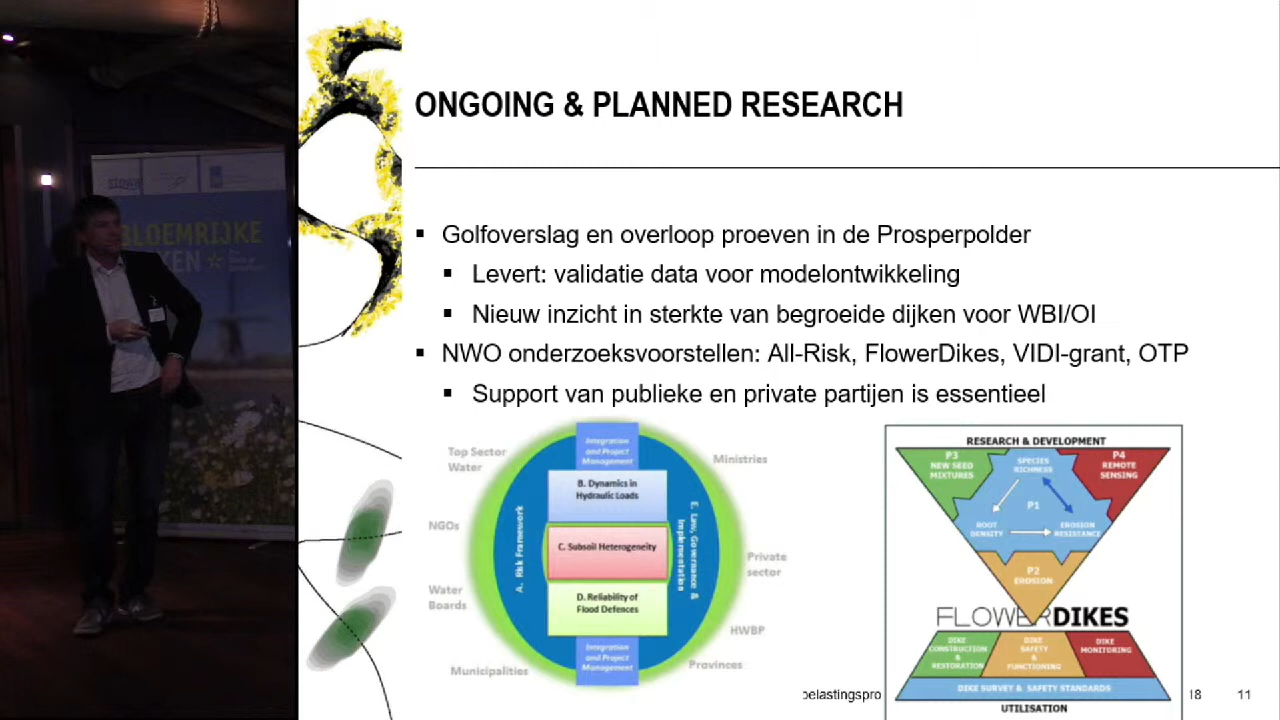 ONGOING & PLANNED RESEARCH
BLOEMRIJKE
▪ Golfoverslag en overloop proeven in de Prosperpolder
▪ Levert: validatie data voor modelontwikkeling
▪ Nieuw inzicht in sterkte van begroeide dijken voor WBI/OI
▪ NWO onderzoeksvoorstellen: All-Risk, FlowerDikes, VIDI-grant, OTP
▪ Support van publieke en private partijen is essentieel
Top Sector
Water
NGOs
Water
Boards
Municipalities
Integration
and Project
Management
A. Risk Framework
B. Dynamics in
Hydraulic Loads
C. Subsoil Heterogeneity
D. Reliability of
Flood Defences
E. Law, Governance &
Implementation
Integration
and Project
Management
Ministries
Private
sector
HWBP
Provinces
RESEARCH & DEVELOPMENT
P3
NEW SEED
MIXTURES
SPECIES
RICHNESS
P4
REMOTE
SENSING
P1
ROOT
DENSITY
EROSION
RESISTANCE
P2
EROSION
FLOWERDIKES
DIKE
CONSTRUCTION
&
RESTORATION
DIKE
SAFETY
&
FUNCTIONING
DIKE
MONITORING
DIKE SURVEY & SAFETY STANDARDS
UTILISATION
belastingspro
18
11